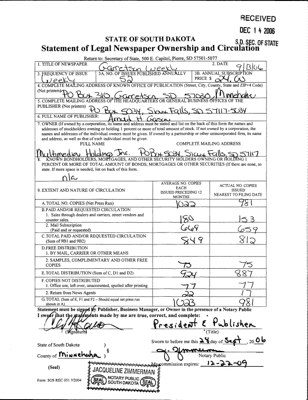 RECEIVED
DEC 14 2006
S.D. SEC. OF STATE
STATE OF SOUTH DAKOTA
Statement of Legal Newspaper Ownership and Circulation
Return to: Secretary of State, 500 E. Capitol, Pierre, SD 57501-5077
1. TITLE OF NEWSPAPER
Garretson Weekly
2. DATE
3. FREQUENCY OF ISSUE
Weekly
3A. NO. OF ISSUES PUBLISHED ANNUALLY
52
3B. ANNUAL SUBSCRIPTION
PRICE $ 24.00
4. COMPLETE MAILING ADDRESS OF KNOWN OFFICE OF PUBLICATION (Street, City, County, State and ZIP+4 Code)
(Not Printers)
PO Box 310 Garretson SD 57030 Minnehaha
5. COMPLETE MAILING ADDRESS OF THE HEADQUARTERS OR GENERAL BUSINESS OFFICES OF THE
PUBLISHER (Not Printers)
PO Box 5034, Sioux Falls, SD 57117-5034
6. FULL NAME OF PUBLISHER:
7. OWNER (If owned by a corporation, its name and address must be stated and also on the back of this form the names and
addresses of stockholders owning or holding 1 percent or more of total amount of stock. If not owned by a corporation, the
names and addresses of the individual owners must be given. If owned by a partnership or other unincorporated firm, its name
and address, as well as that of each individual must be given.)
FULL NAME
COMPLETE MAILING ADDRESS
Multimedia Holdings Inc. PO Box 5034, Sioux Falls, SD 57117
8. KNOWN BONDHOLDERS, MORTGAGEES, AND OTHER SECURITY HOLDERS OWNING OR HOLDING 1
PERCENT OR MORE OF TOTAL AMOUNT OF BONDS, MORTGAGES OR OTHER SECURITIES (If there are none, so
state. If more space is needed, list on back of this form.
n/a
9. EXTENT AND NATURE OF CIRCULATION
AVERAGE NO. COPIES
EACH
ISSUED PRECEDING 12
MONTHS
ACTUAL NO. COPIES
ISSUED
NEAREST TO FILING DATE
A. TOTAL NO. COPIES (Net Press Run)
981
B. PAID AND/OR REQUESTED CIRCULATION
1. Sales through dealers and carriers, street vendors and
counter sales
180
153
2. Mail Subscription
(Paid and or requested)
669
659
C. TOTAL PAID AND/OR REQUESTED CIRCULATION
(Sum of 9B1 and 9B2)
849
812
D. FREE DISTRIBUTION
1. BY MAIL, CARRIER OR OTHER MEANS
2. SAMPLES, COMPLIMENTARY AND OTHER FREE
COPIES
75
75
E. TOTAL DISTRIBUTION (Sum of C, D1 and D2)
924
887
F. COPIES NOT DISTRIBUTED
1. Office use, left over, unaccounted, spoiled after printing
77
77
2. Return from News Agents
22
17
G. TOTAL (Sum of E, F1 and F2 - Should equal net press run
shown in A)
1023
981
Statement must be signed by Publisher, Business Manager, or Owner in the presence of a Notary Public
I swear that the statements made by me are true, correct, and complete:
President & Publisher
(Signature)
(Title)
State of South Dakota )
Sworn to before me this 28 day of Sept, 2006
County of Minnehaha )
Notary Public
(Seal)
My commission expires: 12-22-09
JACQUELINE ZIMMERMAN
NOTARY PUBLIC
SOUTH DAKOTA
SEAL